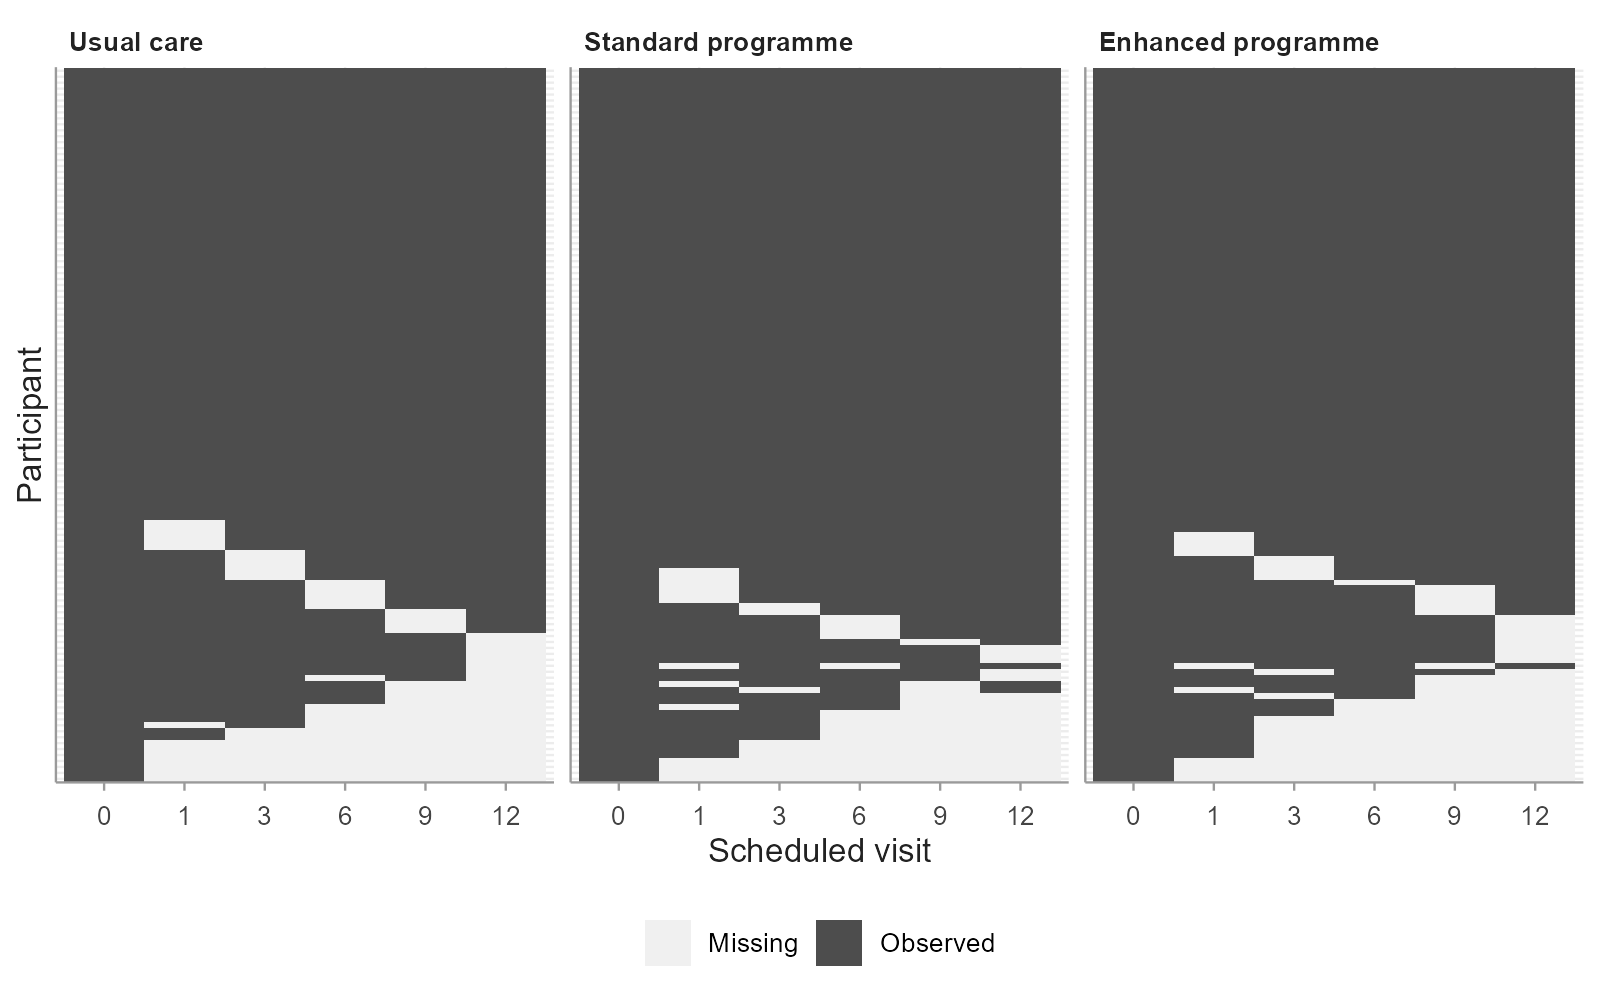 Usual care
Standard programme
Enhanced programme
Participant
0 1 3 6 9 12
0 1 3 6 9 12
0 1 3 6 9 12
Scheduled visit
Missing
Observed